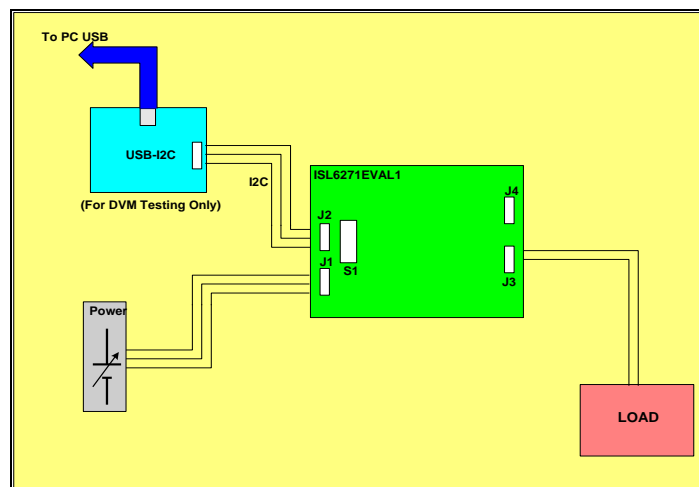 To PC USB
USB-I2C
I2C
(For DVM Testing Only)
ISL6271EVAL1
J4
J2
J1
S1
J3
Power
LOAD